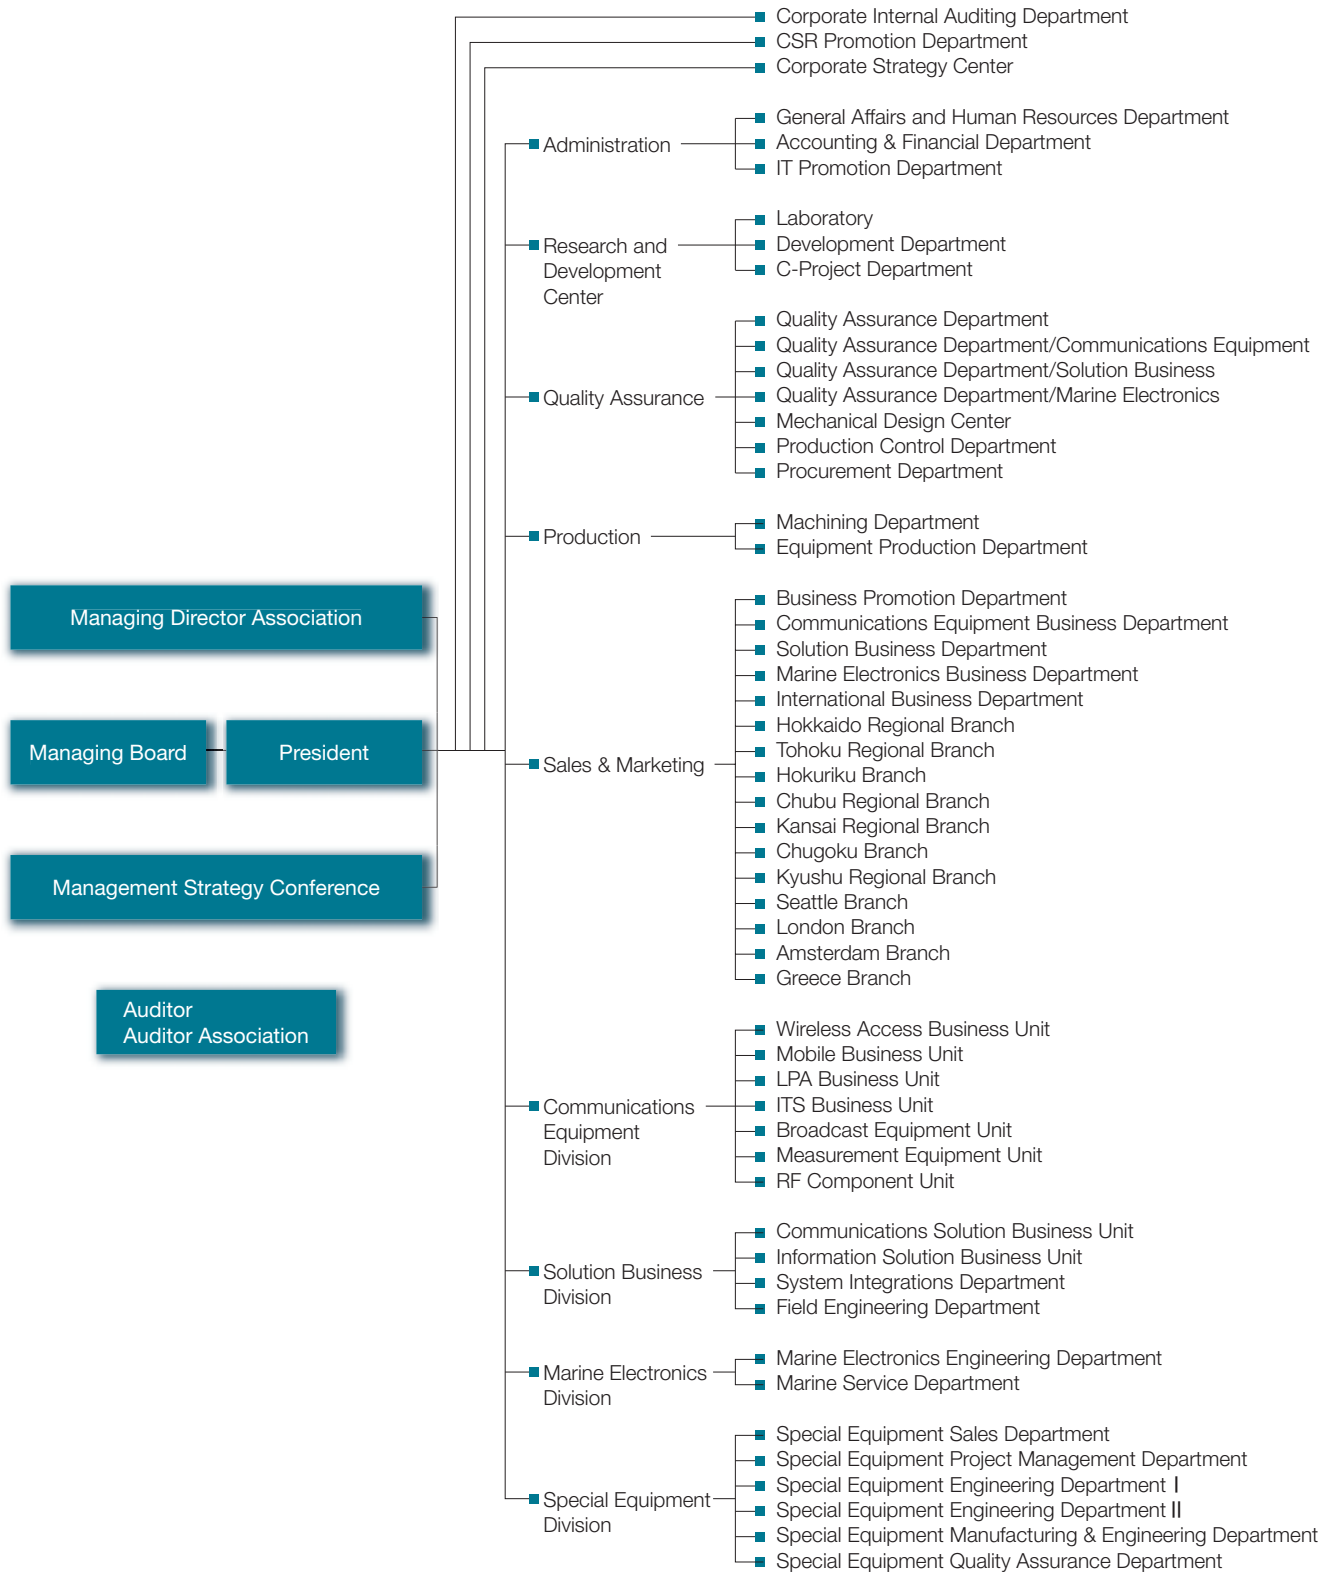 Corporate Internal Auditing Department
CSR Promotion Department
Corporate Strategy Center
Administration
General Affairs and Human Resources Department
Accounting & Financial Department
IT Promotion Department
Research and
Development
Center
Laboratory
Development Department
C-Project Department
Quality Assurance
Quality Assurance Department
Quality Assurance Department/Communications Equipment
Quality Assurance Department/Solution Business
Quality Assurance Department/Marine Electronics
Mechanical Design Center
Production Control Department
Procurement Department
Production
Machining Department
Equipment Production Department
Managing Director Association
Managing Board
President
Management Strategy Conference
Auditor
Auditor Association
Sales & Marketing
Business Promotion Department
Communications Equipment Business Department
Solution Business Department
Marine Electronics Business Department
International Business Department
Hokkaido Regional Branch
Tohoku Regional Branch
Hokuriku Branch
Chubu Regional Branch
Kansai Regional Branch
Chugoku Branch
Kyushu Regional Branch
Seattle Branch
London Branch
Amsterdam Branch
Greece Branch
Communications
Equipment
Division
Wireless Access Business Unit
Mobile Business Unit
LPA Business Unit
ITS Business Unit
Broadcast Equipment Unit
Measurement Equipment Unit
RF Component Unit
Solution Business
Division
Communications Solution Business Unit
Information Solution Business Unit
System Integrations Department
Field Engineering Department
Marine Electronics
Division
Marine Electronics Engineering Department
Marine Service Department
Special Equipment
Division
Special Equipment Sales Department
Special Equipment Project Management Department
Special Equipment Engineering Department Ⅰ
Special Equipment Engineering Department Ⅱ
Special Equipment Manufacturing & Engineering Department
Special Equipment Quality Assurance Department